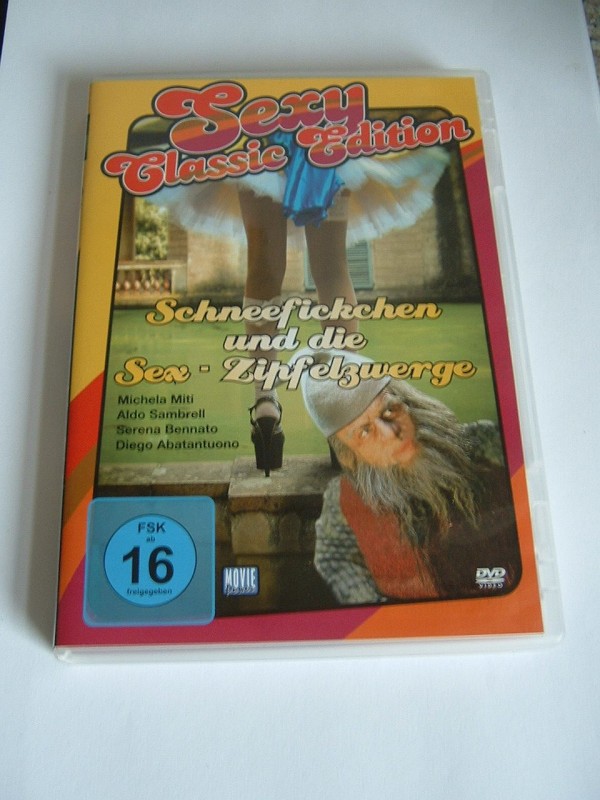 Sexy
Classic Edition
Schneefickchen
und die
Sex - Zipfelzwerge
Michela Miti
Aldo Sambrell
Serena Bennato
Diego Abatantuono
FSK
ab
16
freigegeben
MOVIE
DVD
VIDEO